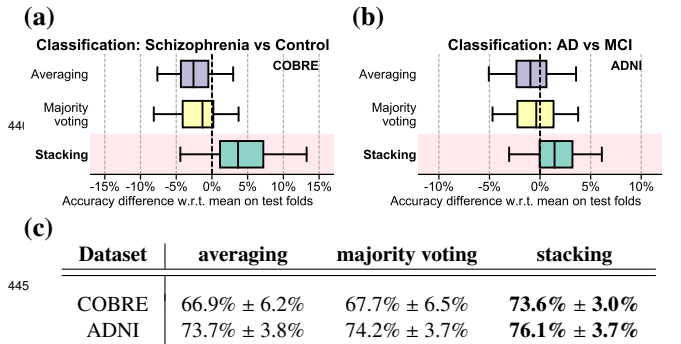 (a)
Classification: Schizophrenia vs Control
COBRE
Averaging
Majority
voting
Stacking
-15% -10% -5% 0% 5% 10% 15%
Accuracy difference w.r.t. mean on test folds
(b)
Classification: AD vs MCI
ADNI
Averaging
Majority
voting
Stacking
-10% -5% 0% 5% 10%
Accuracy difference w.r.t. mean on test folds
(c)
Dataset averaging majority voting stacking
445
COBRE 66.9% ± 6.2% 67.7% ± 6.5% 73.6% ± 3.0%
ADNI 73.7% ± 3.8% 74.2% ± 3.7% 76.1% ± 3.7%